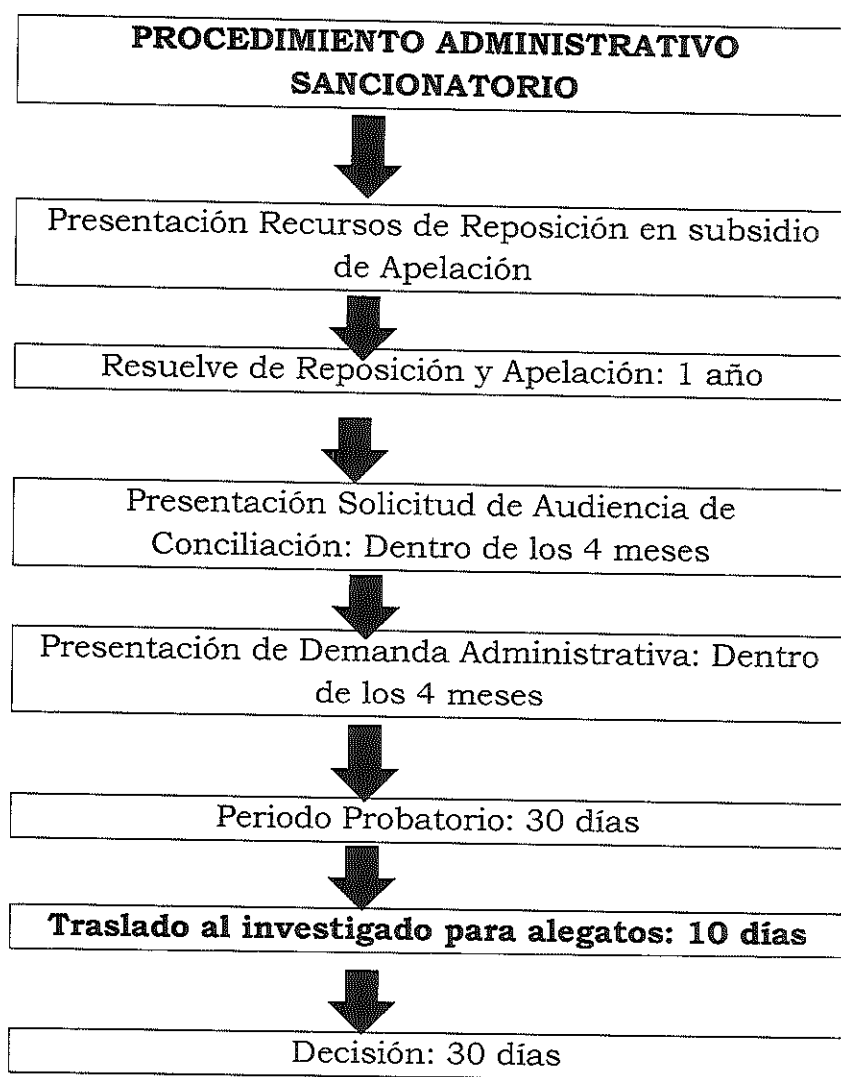 PROCEDIMIENTO ADMINISTRATIVO
SANCIONATORIO
Presentación Recursos de Reposición en subsidio
de Apelación
Resuelve de Reposición y Apelación: 1 año
Presentación Solicitud de Audiencia de
Conciliación: Dentro de los 4 meses
Presentación de Demanda Administrativa: Dentro
de los 4 meses
Periodo Probatorio: 30 días
Traslado al investigado para alegatos: 10 días
Decisión: 30 días